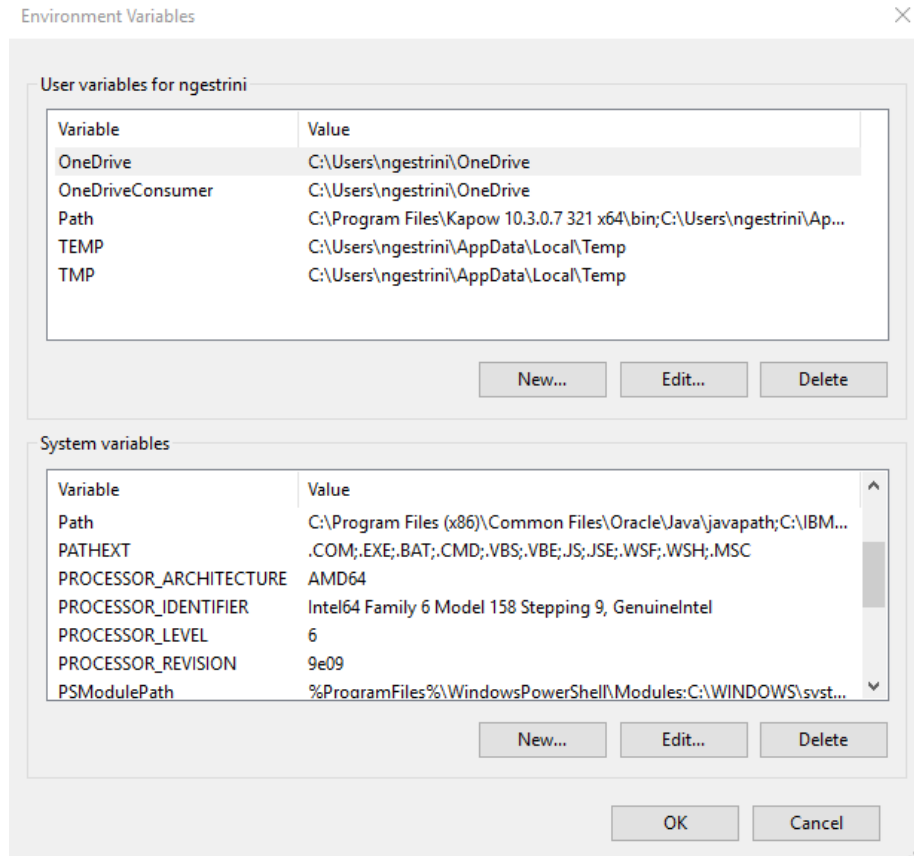 Environment Variables
User variables for ngestrini
Variable Value
OneDrive C:\Users\ngestrini\OneDrive
OneDriveConsumer C:\Users\ngestrini\OneDrive
Path C:\Program Files\Kapow 10.3.0.7 321 x64\bin;C:\Users\ngestrini\Ap...
TEMP C:\Users\ngestrini\AppData\Local\Temp
TMP C:\Users\ngestrini\AppData\Local\Temp
New... Edit... Delete
System variables
Variable Value
Path C:\Program Files (x86)\Common Files\Oracle\Java\javapath;C:\IBM...
PATHEXT .COM;.EXE;.BAT;.CMD;.VBS;.VBE;.JS;.JSE;.WSF;.WSH;.MSC
PROCESSOR_ARCHITECTURE AMD64
PROCESSOR_IDENTIFIER Intel64 Family 6 Model 158 Stepping 9, GenuineIntel
PROCESSOR_LEVEL 6
PROCESSOR_REVISION 9e09
PSModulePath %ProgramFiles%\WindowsPowerShell\Modules;C:\WINDOWS\syst...
New... Edit... Delete
OK Cancel